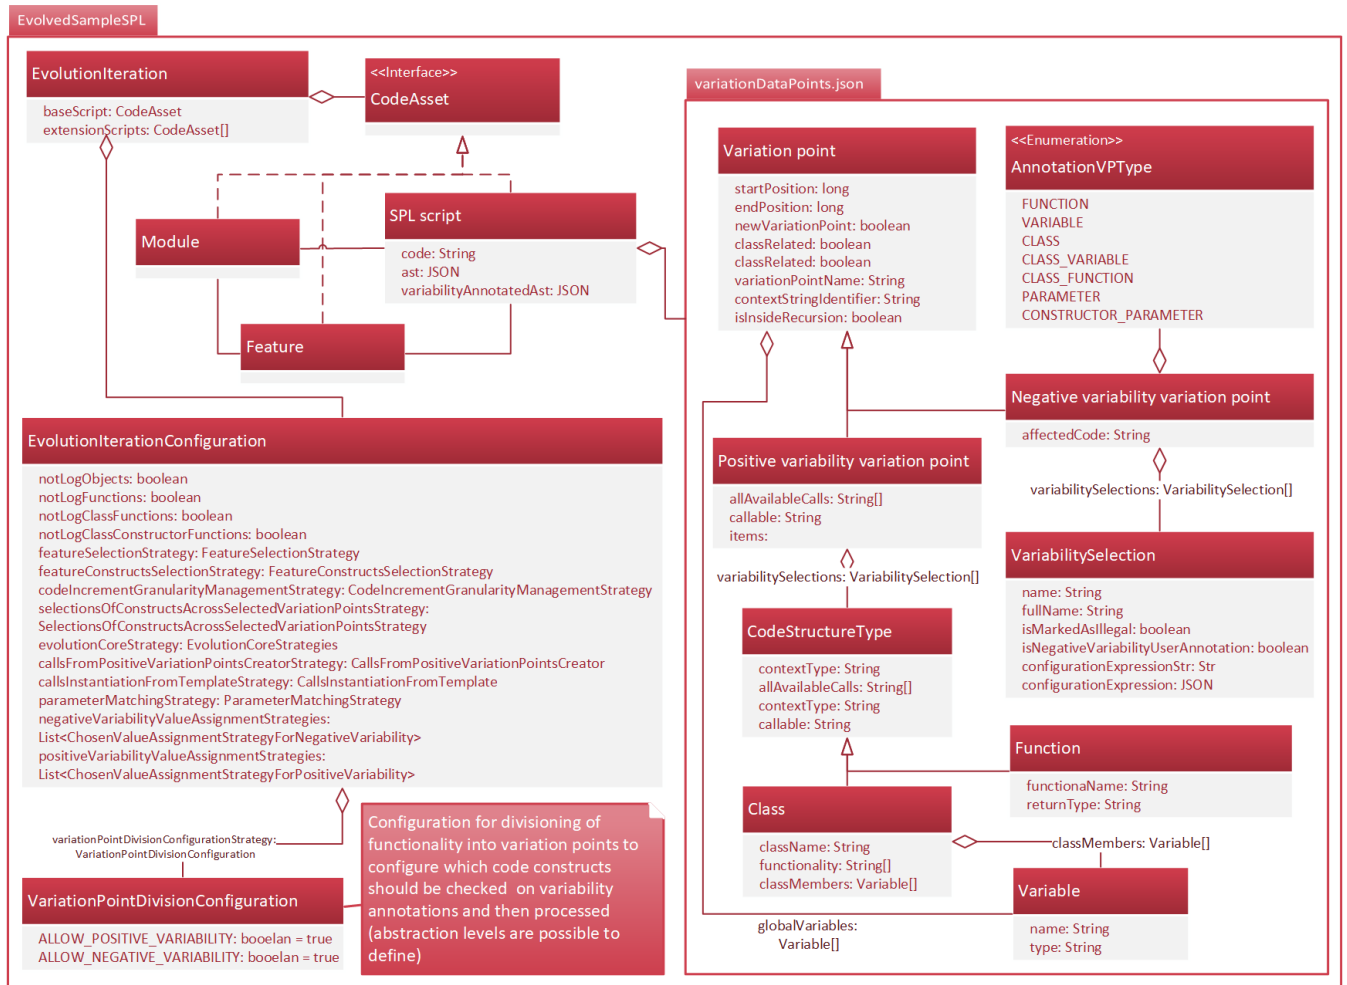 EvolvedSampleSPL
EvolutionIteration
baseScript: CodeAsset
extensionScripts: CodeAsset[]
<<Interface>>
CodeAsset
Module
SPL script
code: String
ast: JSON
variabilityAnnotatedAst: JSON
Feature
EvolutionIterationConfiguration
notLogObjects: boolean
notLogFunctions: boolean
notLogClassFunctions: boolean
notLogClassConstructorFunctions: boolean
featureSelectionStrategy: FeatureSelectionStrategy
featureConstructsSelectionStrategy: FeatureConstructsSelectionStrategy
codeIncrementGranularityManagementStrategy: CodeIncrementGranularityManagementStrategy
selectionsOfConstructsAcrossSelectedVariationPointsStrategy:
SelectionsOfConstructsAcrossSelectedVariationPointsStrategy
evolutionCoreStrategy: EvolutionCoreStrategies
callsFromPositiveVariationPointsCreatorStrategy: CallsFromPositiveVariationPointsCreator
callsInstantiationFromTemplateStrategy: CallsInstantiationFromTemplate
parameterMatchingStrategy: ParameterMatchingStrategy
negativeVariabilityValueAssignmentStrategies:
List<ChosenValueAssignmentStrategyForNegativeVariability>
positiveVariabilityValueAssignmentStrategies:
List<ChosenValueAssignmentStrategyForPositiveVariability>
variationPointDivisionConfigurationStrategy:
VariationPointDivisionConfiguration
VariationPointDivisionConfiguration
ALLOW_POSITIVE_VARIABILITY: booelan = true
ALLOW_NEGATIVE_VARIABILITY: booelan = true
Configuration for divisioning of
functionality into variation points to
configure which code constructs
should be checked on variability
annotations and then processed
(abstraction levels are possible to
define)
variationDataPoints.json
Variation point
startPosition: long
endPosition: long
newVariationPoint: boolean
classRelated: boolean
classRelated: boolean
variationPointName: String
contextStringIdentifier: String
isInsideRecursion: boolean
<<Enumeration>>
AnnotationVPType
FUNCTION
VARIABLE
CLASS
CLASS_VARIABLE
CLASS_FUNCTION
PARAMETER
CONSTRUCTOR_PARAMETER
Negative variability variation point
affectedCode: String
Positive variability variation point
allAvailableCalls: String[]
callable: String
items:
variabilitySelections: VariabilitySelection[]
variabilitySelections: VariabilitySelection[]
VariabilitySelection
name: String
fullName: String
isMarkedAsIllegal: boolean
isNegativeVariabilityUserAnnotation: boolean
configurationExpressionStr: Str
configurationExpression: JSON
CodeStructureType
contextType: String
allAvailableCalls: String[]
contextType: String
callable: String
Function
functionaName: String
returnType: String
Class
className: String
functionality: String[]
classMembers: Variable[]
classMembers: Variable[]
Variable
name: String
type: String
globalVariables:
Variable[]